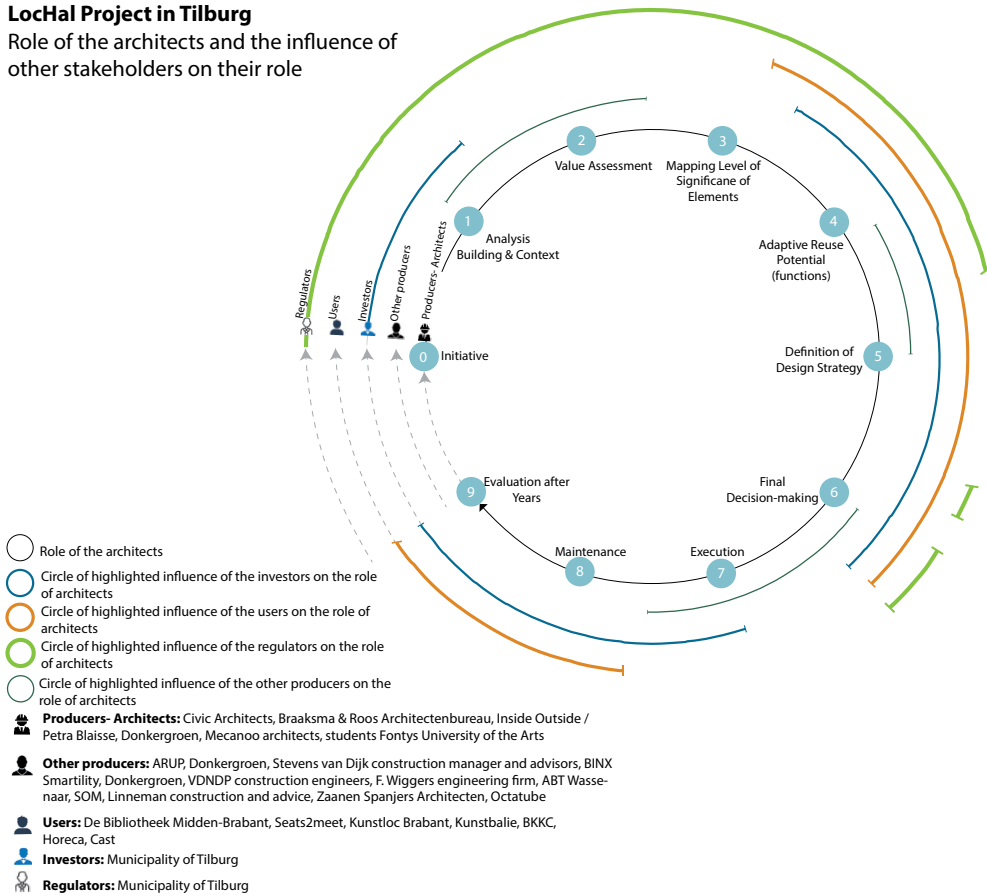 LocHal Project in Tilburg
Role of the architects and the influence of
other stakeholders on their role
Regulators
Users
Investors
Other producers
Producers- Architects
0
Initiative
1
Analysis
Building & Context
2
Value Assessment
3
Mapping Level of
Significane of
Elements
4
Adaptive Reuse
Potential
(functions)
5
Definition of
Design Strategy
6
Final
Decision-making
7
Execution
8
Maintenance
9
Evaluation after
Years
Role of the architects
Circle of highlighted influence of the investors on the role
of architects
Circle of highlighted influence of the users on the role of
architects
Circle of highlighted influence of the regulators on the role
of architects
Circle of highlighted influence of the other producers on the
role of architects
Producers- Architects: Civic Architects, Braaksma & Roos Architectenbureau, Inside Outside /
Petra Blaisse, Donkergroen, Mecanoo architects, students Fontys University of the Arts
Other producers: ARUP, Donkergroen, Stevens van Dijk construction manager and advisors, BINX
Smartility, Donkergroen, VDNDP construction engineers, F. Wiggers engineering firm, ABT Wasse-
naar, SOM, Linneman construction and advice, Zaanen Spanjers Architecten, Octatube
Users: De Bibliotheek Midden-Brabant, Seats2meet, Kunstloc Brabant, Kunstbalie, BKKC,
Horeca, Cast
Investors: Municipality of Tilburg
Regulators: Municipality of Tilburg